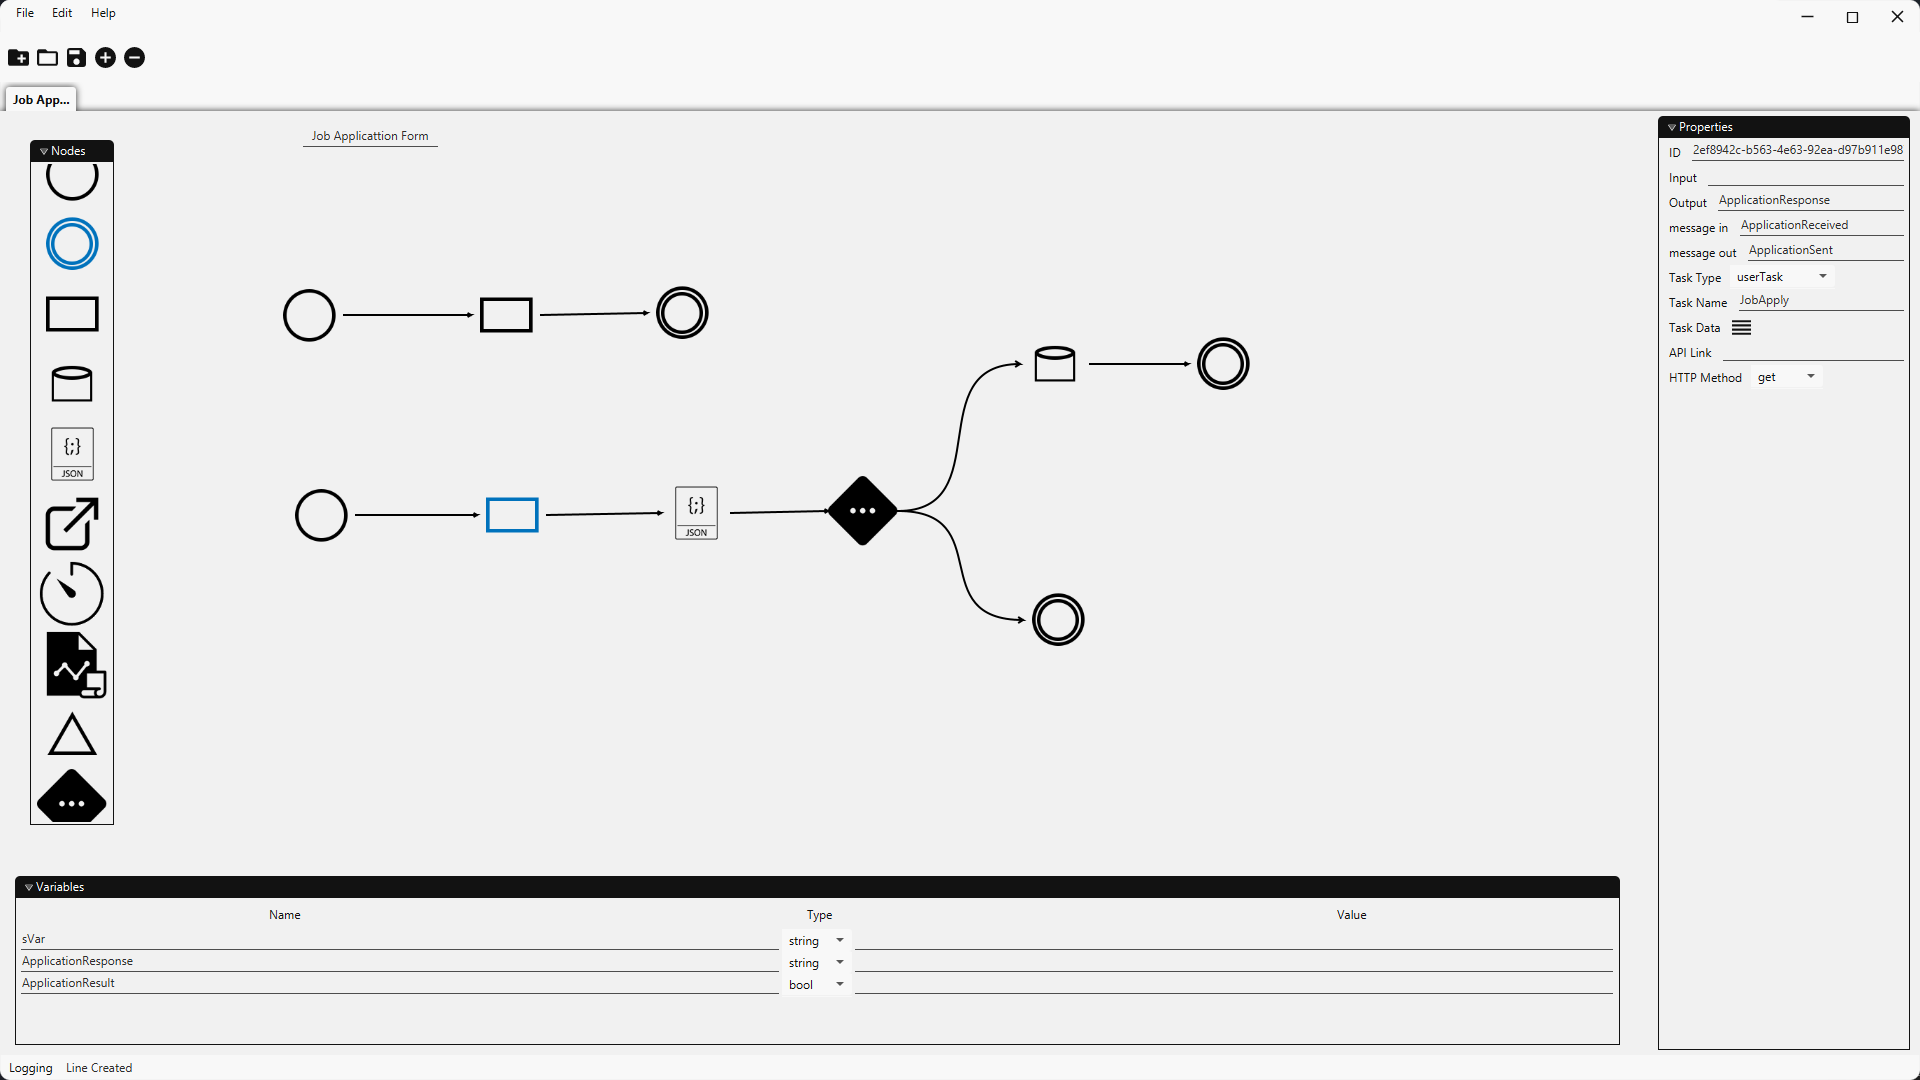 File Edit Help
Job App...
Job Applicattion Form
Nodes
{;}
JSON
{;}
JSON
Properties
ID 2ef8942c-b563-4e63-92ea-d97b911e98
Input
Output ApplicationResponse
message in ApplicationReceived
message out ApplicationSent
Task Type userTask
Task Name JobApply
Task Data
API Link
HTTP Method get
Variables
Name Type Value
sVar string
ApplicationResponse string
ApplicationResult bool
Logging Line Created